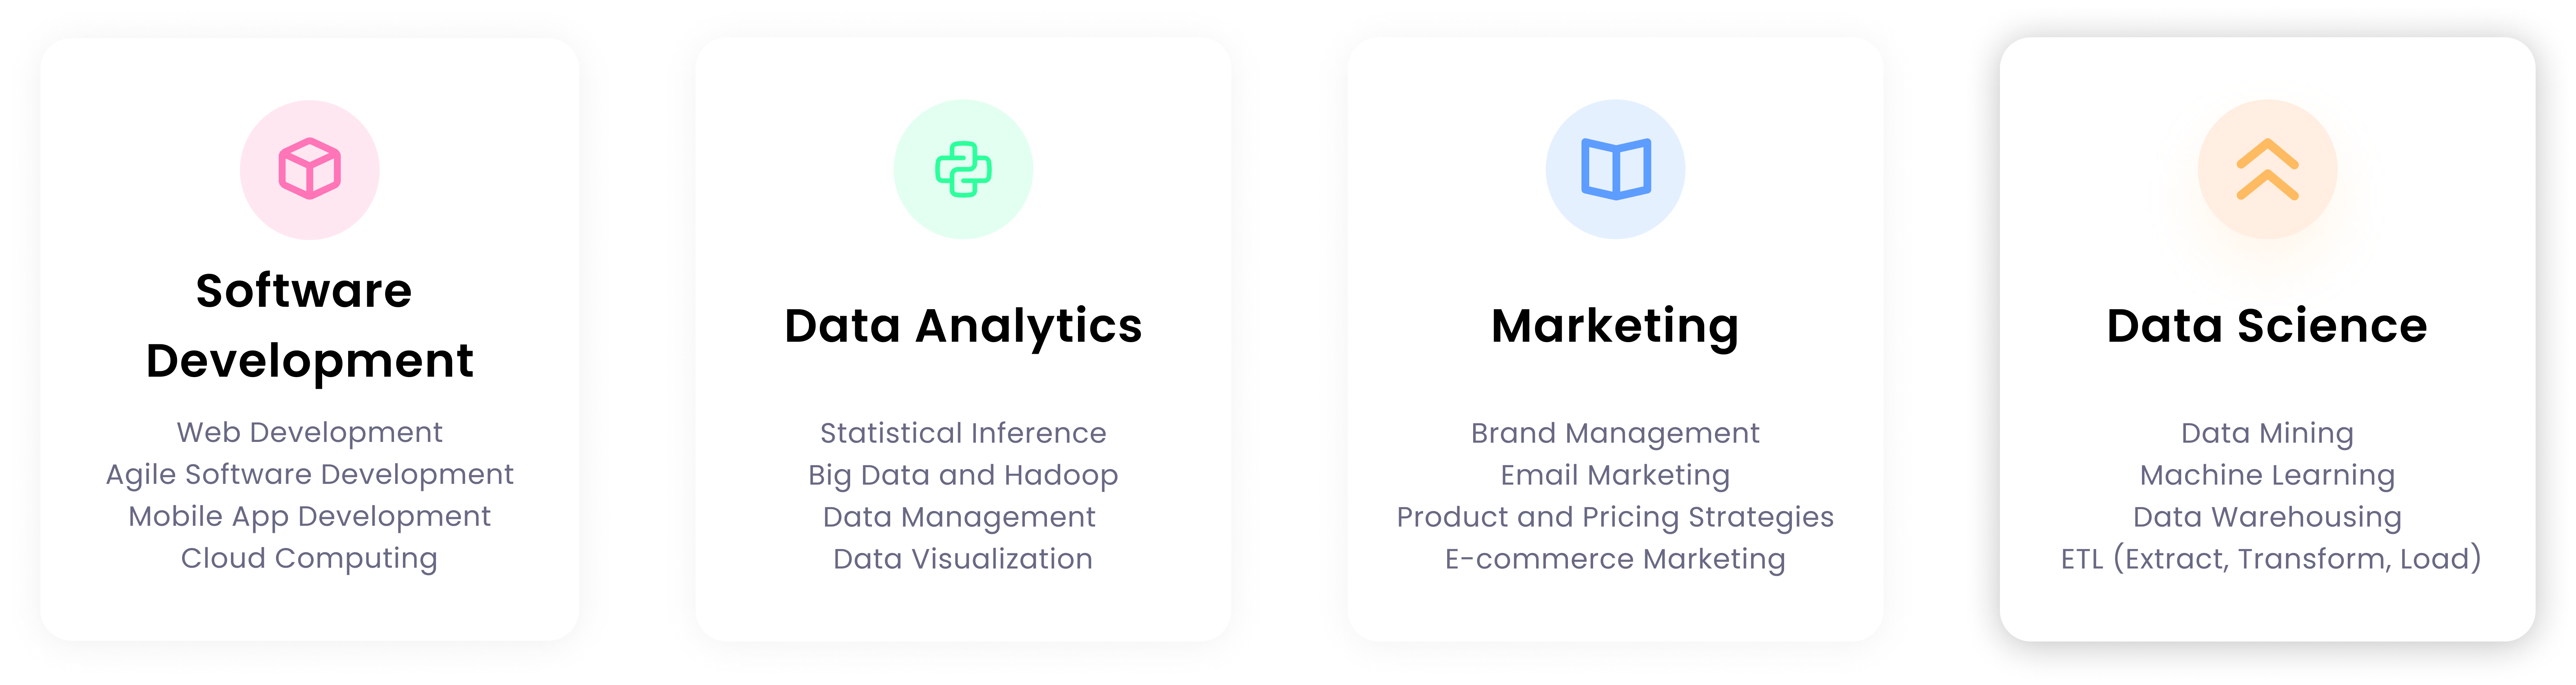 Software
Development
Web Development
Agile Software Development
Mobile App Development
Cloud Computing
Data Analytics
Statistical Inference
Big Data and Hadoop
Data Management
Data Visualization
Marketing
Brand Management
Email Marketing
Product and Pricing Strategies
E-commerce Marketing
Data Science
Data Mining
Machine Learning
Data Warehousing
ETL (Extract, Transform, Load)